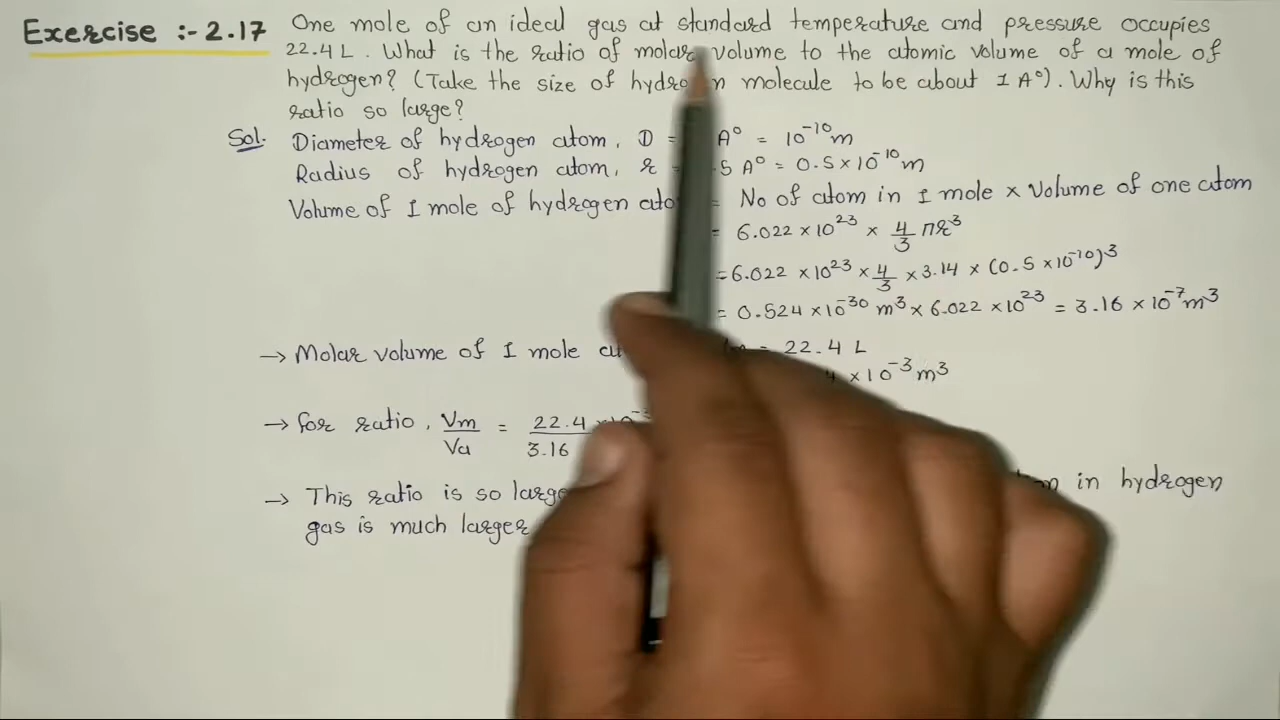 Exercise :- 2.17
One mole of an ideal gas at standard temperature and pressure occupies
22.4 L. What is the ratio of molar volume to the atomic volume of a mole of
hydrogen? (Take the size of hydrogen molecule to be about 1 A°). Why is this
ratio so large?
Sol. Diameter of hydrogen atom, D = A° = 10⁻¹⁰m
Radius of hydrogen atom, r = .5 A° = 0.5×10⁻¹⁰m
Volume of 1 mole of hydrogen = No of atom in 1 mole × Volume of one atom
= 6.022 × 10²³ × 4/3 πr³
= 6.022 × 10²³ × 4/3 × 3.14 × (0.5 × 10⁻¹⁰)³
= 0.524 × 10⁻³⁰ m³ × 6.022 × 10²³ = 3.16 × 10⁻⁷ m³
→ Molar volume of 1 mole = 22.4 L
× 10⁻³ m³
→ for ratio, Vm/Va = 22.4 / 3.16
→ This ratio is so large in hydrogen
gas is much larger